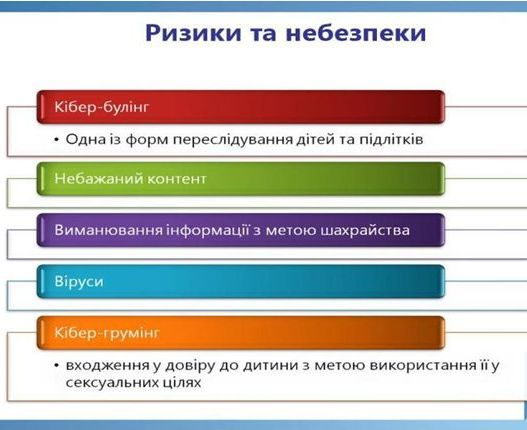 Ризики та небезпеки
Кібер-булінг
• Одна із форм переслідування дітей та підлітків
Небажаний контент
Виманювання інформації з метою шахрайства
Віруси
Кібер-грумінг
• входження у довіру до дитини з метою використання її у
сексуальних цілях